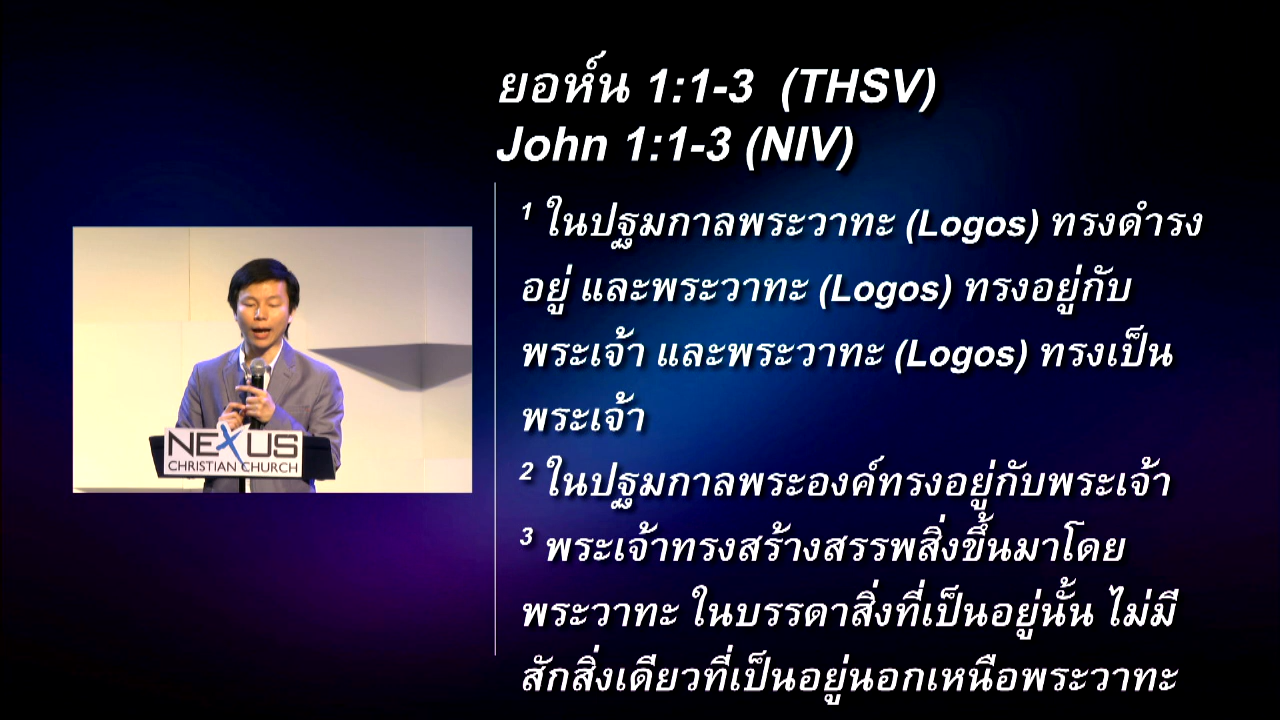 ยอห์น 1:1-3 (THSV)
John 1:1-3 (NIV)
1 ในปฐมกาลพระวาทะ (Logos) ทรงดำรง
อยู่ และพระวาทะ (Logos) ทรงอยู่กับ
พระเจ้า และพระวาทะ (Logos) ทรงเป็น
พระเจ้า
2 ในปฐมกาลพระองค์ทรงอยู่กับพระเจ้า
3 พระเจ้าทรงสร้างสรรพสิ่งขึ้นมาโดย
พระวาทะ ในบรรดาสิ่งที่เป็นอยู่นั้น ไม่มี
สักสิ่งเดียวที่เป็นอยู่นอกเหนือพระวาทะ
NEXUS
CHRISTIAN CHURCH